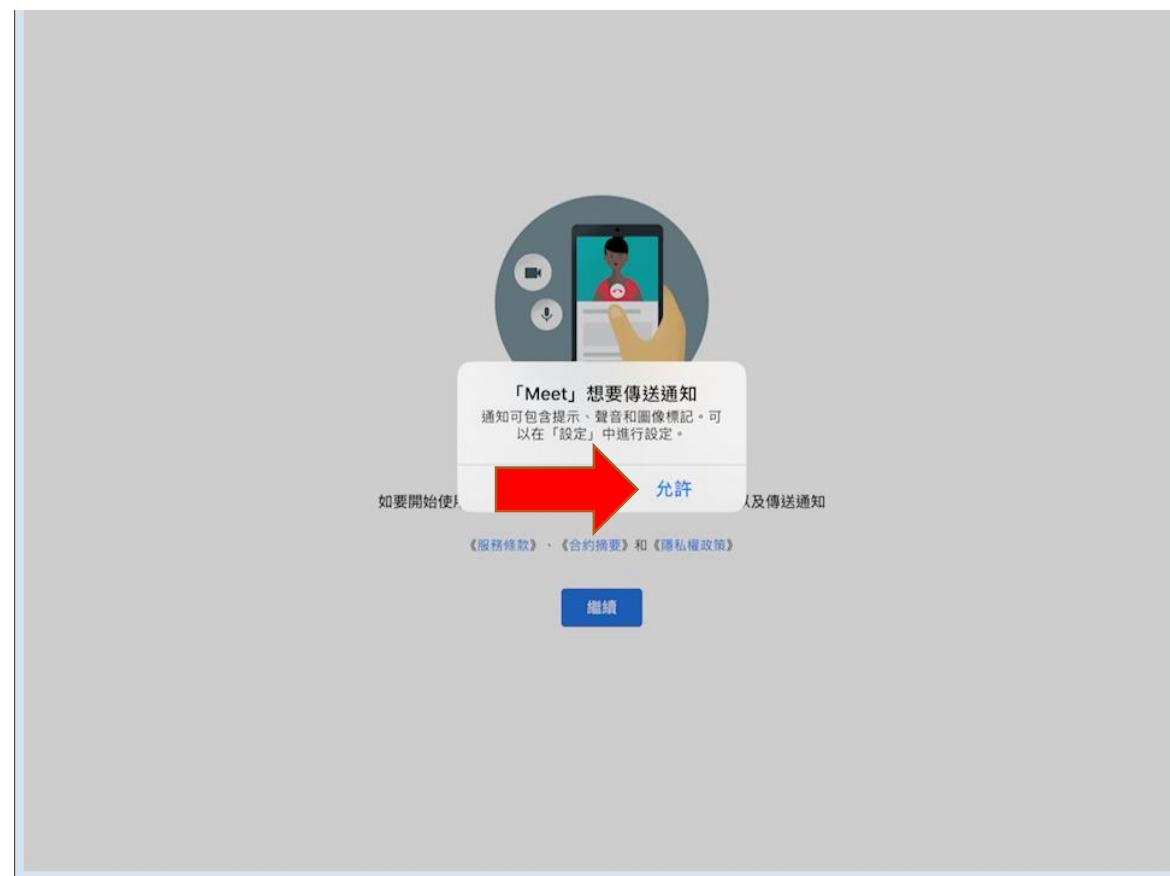 「Meet」想要傳送通知
通知可包含提示、聲音和圖像標記。可
以在「設定」中進行設定。
允許
如要開始使 以及傳送通知
《服務條款》、《合約摘要》和《隱私權政策》
繼續